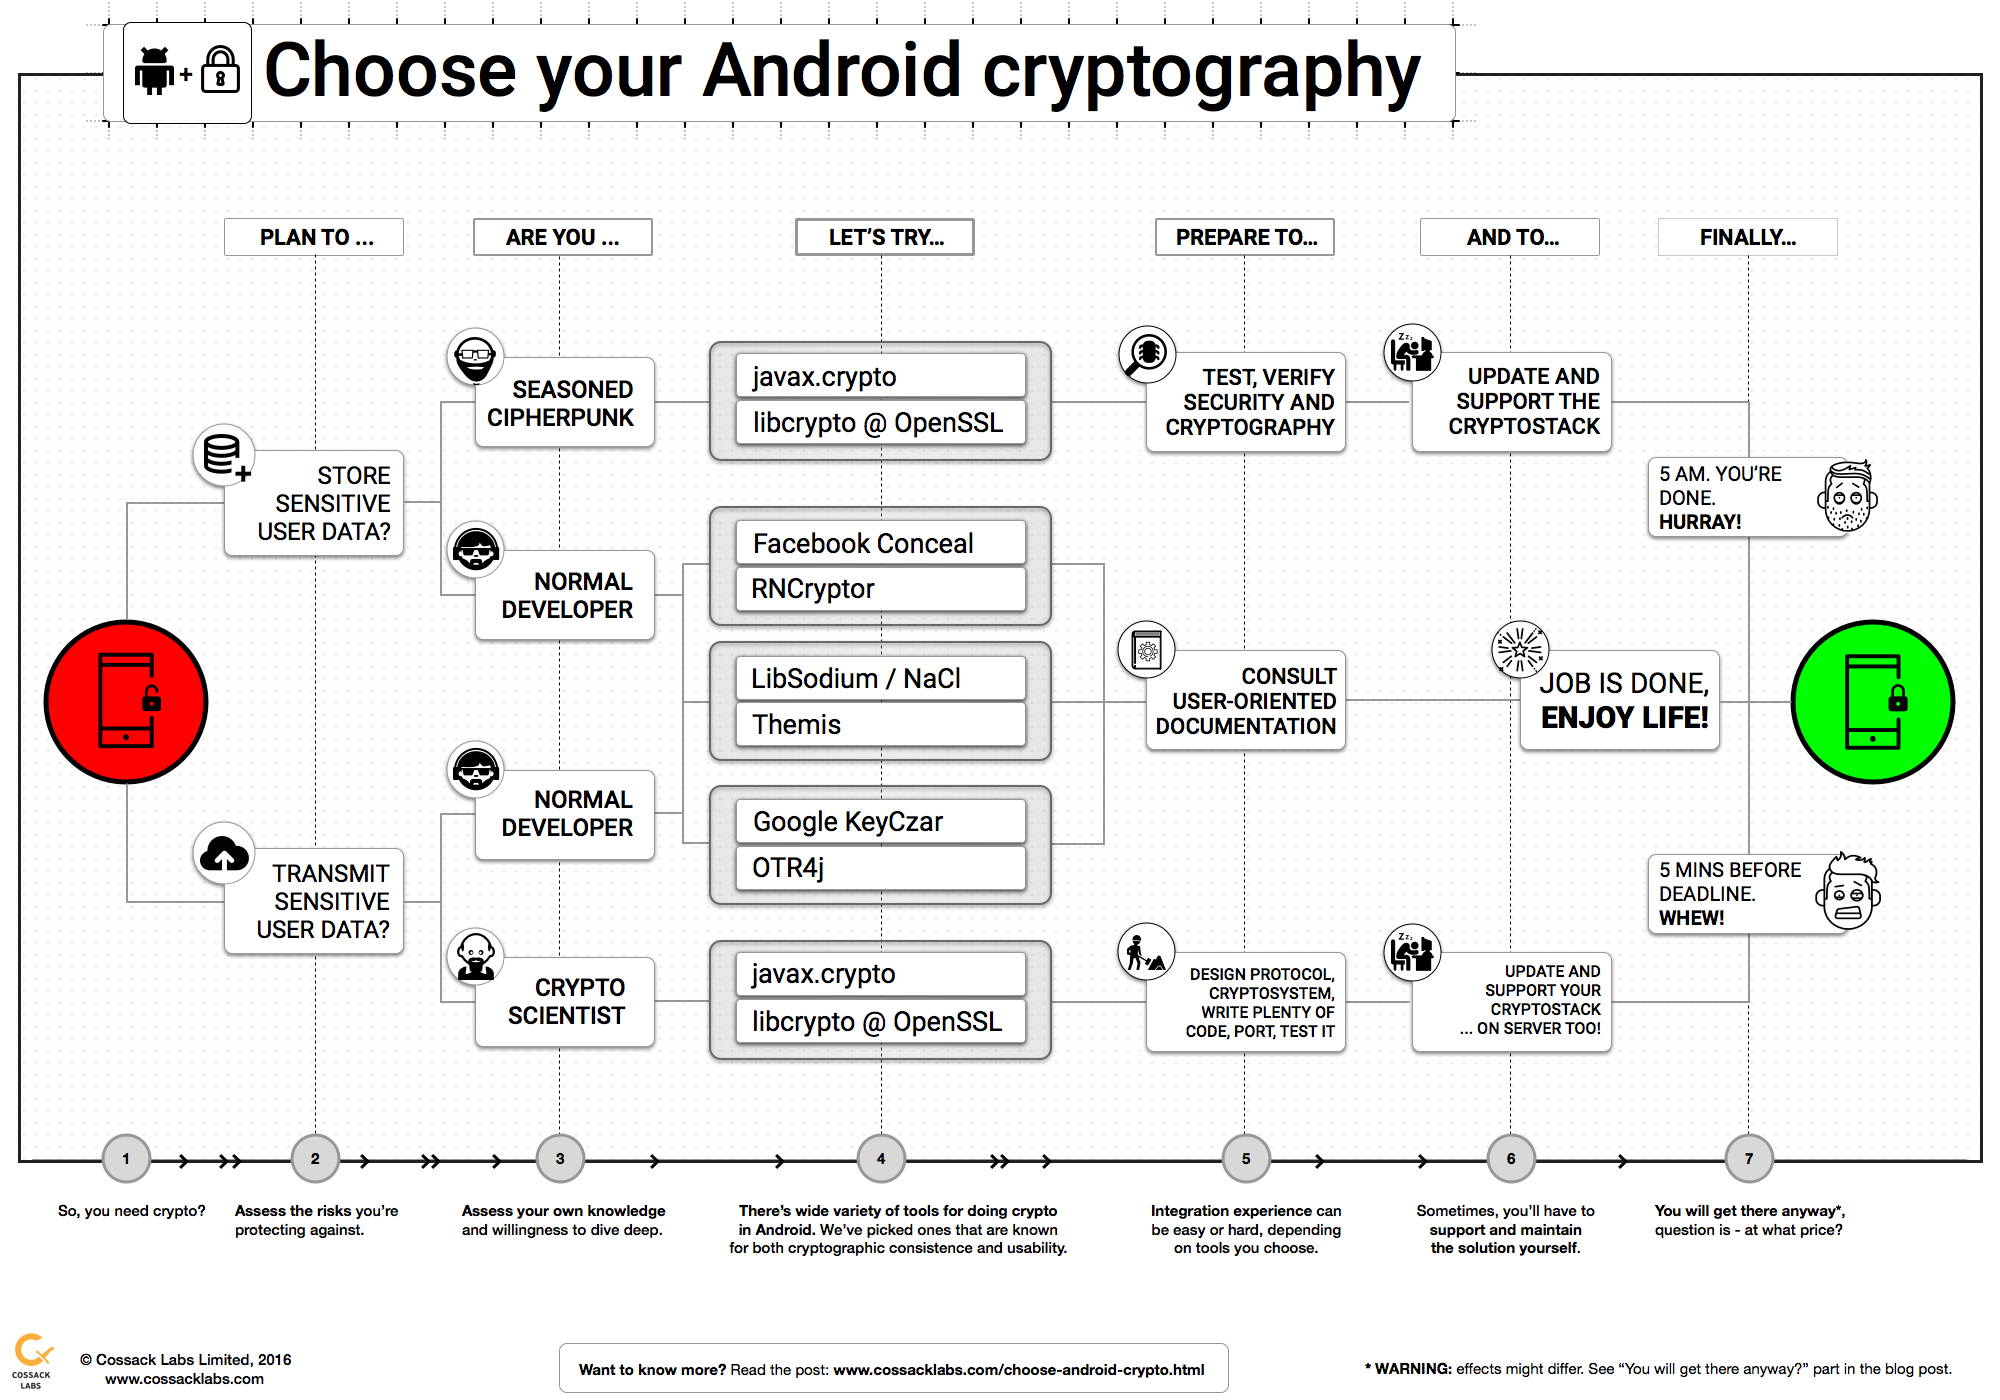 + Choose your Android cryptography
PLAN TO ...
ARE YOU ...
LET'S TRY...
PREPARE TO...
AND TO...
FINALLY...
STORE
SENSITIVE
USER DATA?
TRANSMIT
SENSITIVE
USER DATA?
SEASONED
CIPHERPUNK
NORMAL
DEVELOPER
NORMAL
DEVELOPER
CRYPTO
SCIENTIST
javax.crypto
libcrypto @ OpenSSL
Facebook Conceal
RNCryptor
LibSodium / NaCl
Themis
Google KeyCzar
OTR4j
javax.crypto
libcrypto @ OpenSSL
TEST, VERIFY
SECURITY AND
CRYPTOGRAPHY
CONSULT
USER-ORIENTED
DOCUMENTATION
DESIGN PROTOCOL,
CRYPTOSYSTEM,
WRITE PLENTY OF
CODE, PORT, TEST IT
Zzz
UPDATE AND
SUPPORT THE
CRYPTOSTACK
JOB IS DONE,
ENJOY LIFE!
Zzz
UPDATE AND
SUPPORT YOUR
CRYPTOSTACK
... ON SERVER TOO!
5 AM. YOU'RE
DONE.
HURRAY!
5 MINS BEFORE
DEADLINE.
WHEW!
1
2
3
4
5
6
7
So, you need crypto?
Assess the risks you're
protecting against.
Assess your own knowledge
and willingness to dive deep.
There's wide variety of tools for doing crypto
in Android. We've picked ones that are known
for both cryptographic consistence and usability.
Integration experience can
be easy or hard, depending
on tools you choose.
Sometimes, you'll have to
support and maintain
the solution yourself.
You will get there anyway*,
question is - at what price?
COSSACK
LABS
© Cossack Labs Limited, 2016
www.cossacklabs.com
Want to know more? Read the post: www.cossacklabs.com/choose-android-crypto.html
* WARNING: effects might differ. See “You will get there anyway?” part in the blog post.